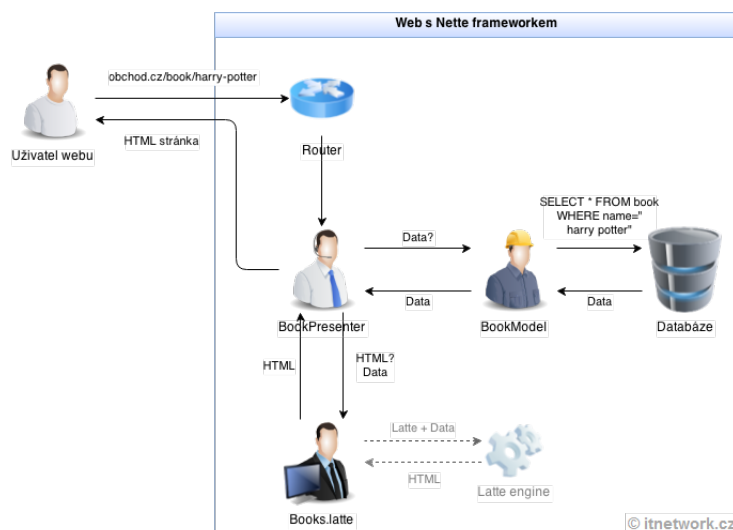 Web s Nette frameworkem
obchod.cz/book/harry-potter
HTML stránka
Uživatel webu
Router
SELECT * FROM book
WHERE name="
harry potter"
Data?
Data
Data
BookPresenter
BookModel
Databáze
HTML
HTML?
Data
Latte + Data
HTML
Latte engine
Books.latte
© itnetwork.cz